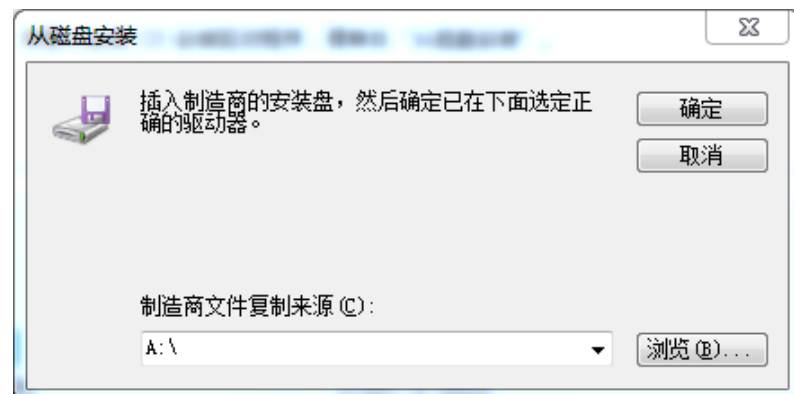 从磁盘安装
插入制造商的安装盘，然后确定已在下面选定正
确的驱动器。
确定
取消
制造商文件复制来源(C):
A:\
浏览(B)...